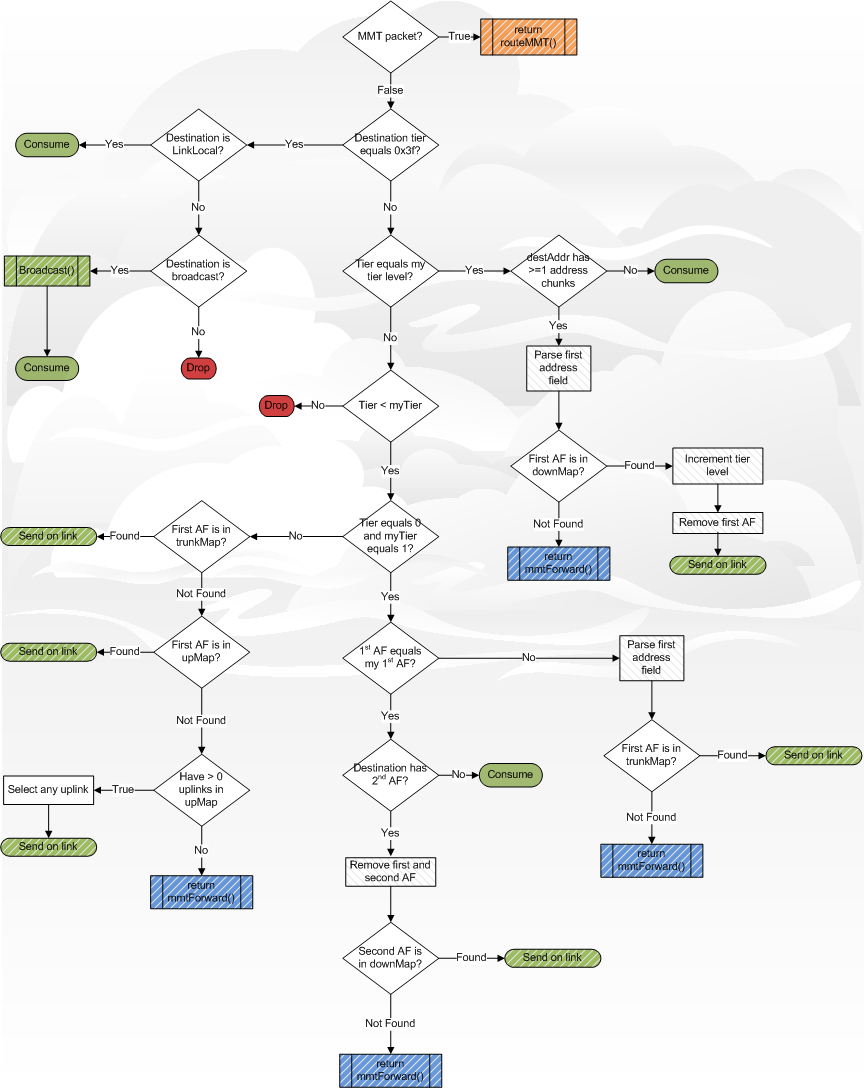 MMT packet?
True
return
routeMMT()
False
Consume
Yes
Destination is
LinkLocal?
Yes
Destination tier
equals 0x3f?
No
No
Broadcast()
Yes
Destination is
broadcast?
Tier equals my
tier level?
Yes
destAddr has
>=1 address
chunks
No
Consume
No
No
Yes
Consume
Drop
Parse first
address
field
Drop
No
Tier < myTier
Yes
First AF is in
downMap?
Found
Increment tier
level
Not Found
Remove first AF
Send on link
Found
First AF is in
trunkMap?
No
Tier equals 0
and myTier
equals 1?
return
mmtForward()
Send on link
Not Found
Yes
Send on link
Found
First AF is in
upMap?
1st AF equals
my 1st AF?
No
Parse first
address
field
Not Found
Yes
Select any uplink
True
Have > 0
uplinks in
upMap
Destination has
2nd AF?
No
Consume
First AF is in
trunkMap?
Found
Send on link
Send on link
No
Yes
Not Found
return
mmtForward()
Remove first and
second AF
return
mmtForward()
Second AF is
in downMap?
Found
Send on link
Not Found
return
mmtForward()